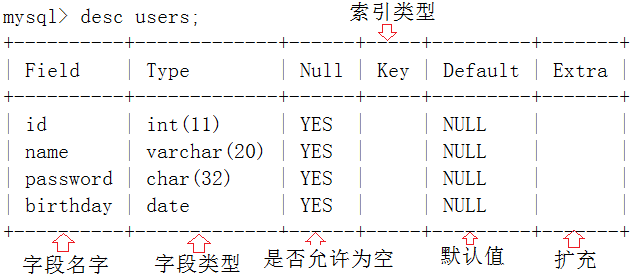 mysql> desc users;
索引类型
+----------+-------------+------+-----+---------+-------+
| Field | Type | Null | Key | Default | Extra |
+----------+-------------+------+-----+---------+-------+
| id | int(11) | YES | | NULL | |
| name | varchar(20) | YES | | NULL | |
| password | char(32) | YES | | NULL | |
| birthday | date | YES | | NULL | |
+----------+-------------+------+-----+---------+-------+
字段名字 字段类型 是否允许为空 默认值 扩充